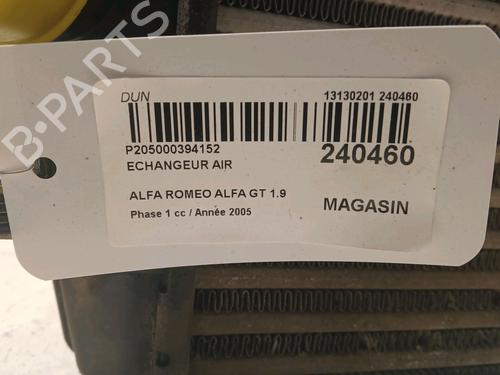 B-PARTS
DUN
13130201 240460
P205000394152
240460
ECHANGEUR AIR
ALFA ROMEO ALFA GT 1.9
Phase 1 cc / Année 2005
MAGASIN